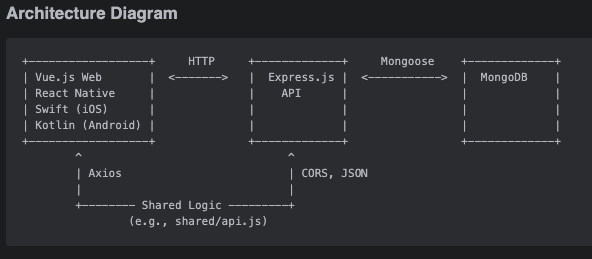 Architecture Diagram
HTTP Mongoose
Vue.js Web <-------> Express.js <-----------> MongoDB
React Native API
Swift (iOS)
Kotlin (Android)
Axios CORS, JSON
Shared Logic
(e.g., shared/api.js)